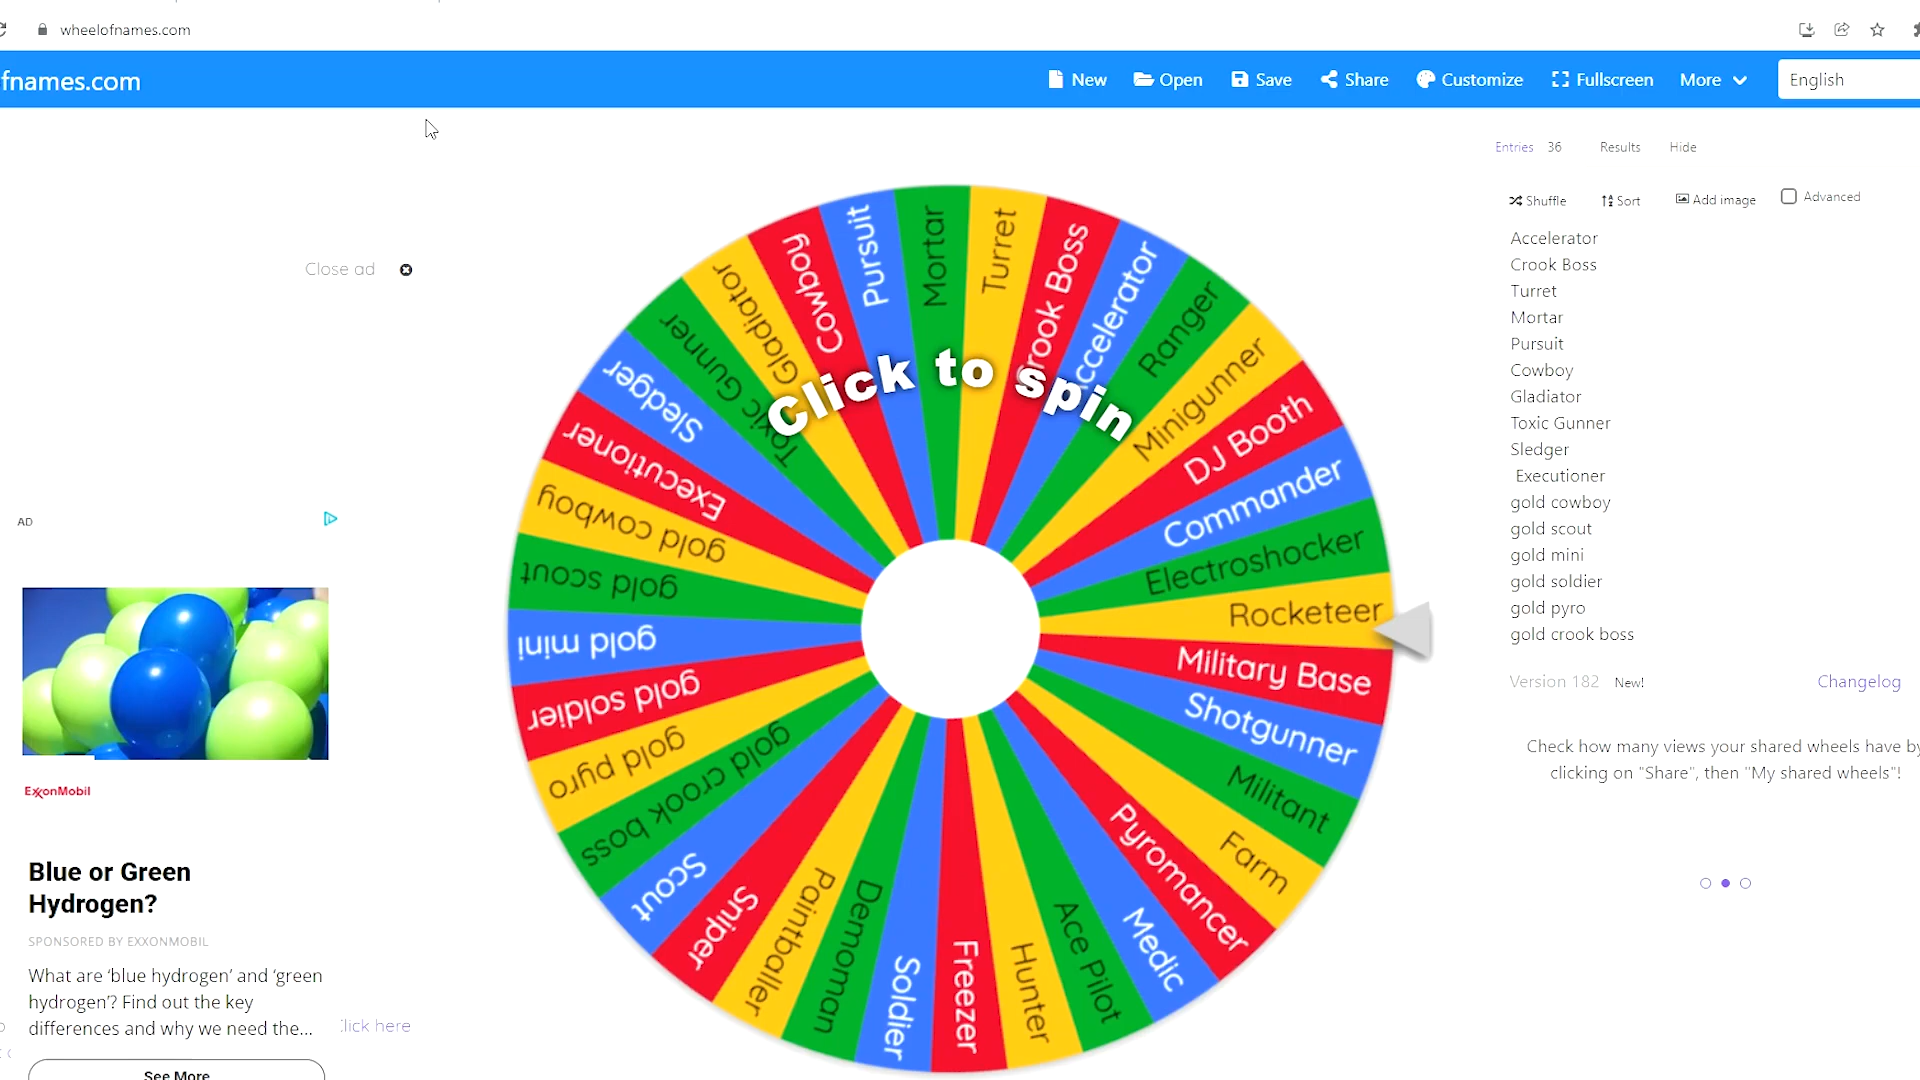 wheelofnames.com
fnames.com
New
Open
Save
Share
Customize
Fullscreen
More
English
Entries 36
Results
Hide
Shuffle
Sort
Add image
Advanced
Close ad
Accelerator
Crook Boss
Turret
Mortar
Pursuit
Cowboy
Gladiator
Toxic Gunner
Sledger
Executioner
gold cowboy
gold scout
gold mini
gold soldier
gold pyro
gold crook boss
Version 182 New!
Changelog
Check how many views your shared wheels have by
clicking on "Share", then "My shared wheels"!
Click to spin
Mortar
Turret
Crook Boss
Accelerator
Ranger
Minigunner
DJ Booth
Commander
Electroshocker
Rocketeer
Military Base
Shotgunner
Militant
Farm
Pyromancer
Medic
Ace Pilot
Hunter
Freezer
Soldier
Demoman
Paintballer
Sniper
Scout
gold crook boss
gold pyro
gold soldier
gold mini
gold scout
gold cowboy
Executioner
Sledger
Toxic Gunner
Gladiator
Cowboy
Pursuit
AD
ExxonMobil
Blue or Green
Hydrogen?
SPONSORED BY EXXONMOBIL
What are ‘blue hydrogen’ and ‘green
hydrogen’? Find out the key
differences and why we need the...
See More
lick here